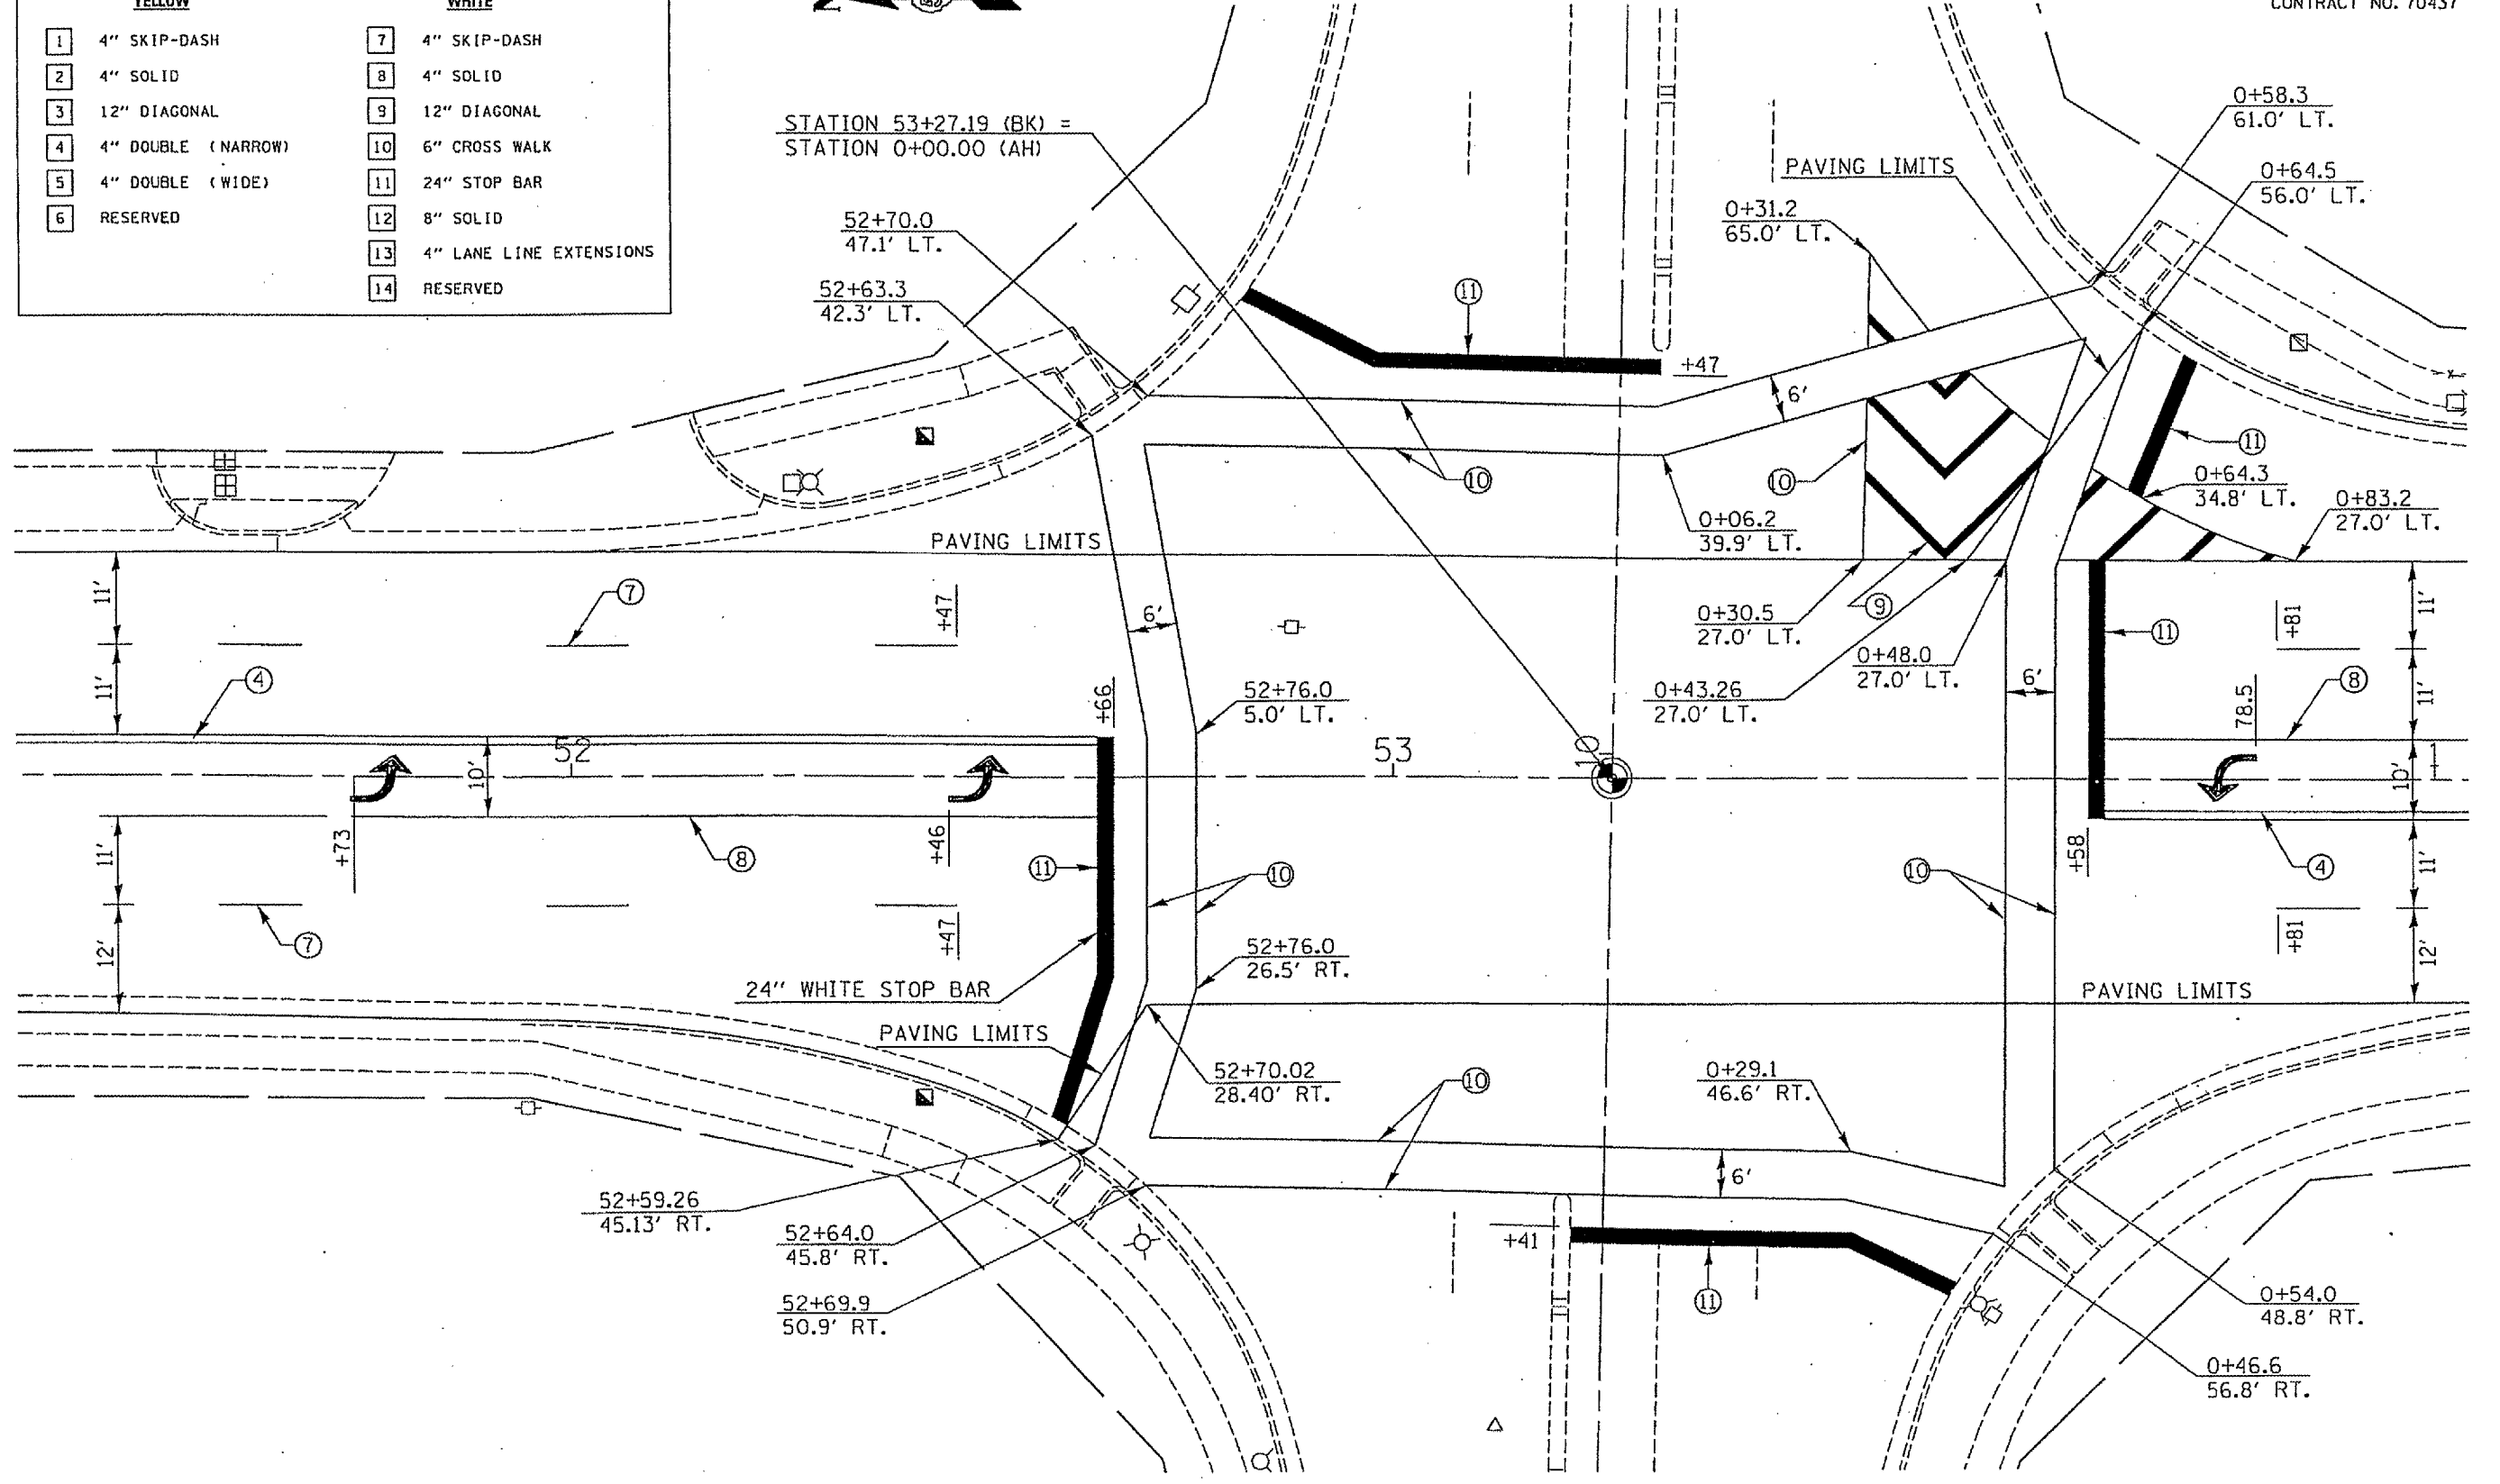 YELLOW
WHITE
1 4" SKIP-DASH
2 4" SOLID
3 12" DIAGONAL
4 4" DOUBLE (NARROW)
5 4" DOUBLE (WIDE)
6 RESERVED
7 4" SKIP-DASH
8 4" SOLID
9 12" DIAGONAL
10 6" CROSS WALK
11 24" STOP BAR
12 8" SOLID
13 4" LANE LINE EXTENSIONS
14 RESERVED
CONTRACT NO. 70437
STATION 53+27.19 (BK) =
STATION 0+00.00 (AH)
52+70.0
47.1' LT.
52+63.3
42.3' LT.
11
+47
PAVING LIMITS
0+31.2
65.0' LT.
0+58.3
61.0' LT.
0+64.5
56.0' LT.
6'
10
10
11
0+64.3
34.8' LT.
0+83.2
27.0' LT.
0+06.2
39.9' LT.
PAVING LIMITS
11'
7
+47
6'
0+30.5
27.0' LT.
9
0+48.0
27.0' LT.
0+43.26
27.0' LT.
11
+81
11'
11'
4
+66
52+76.0
5.0' LT.
6'
78.5
8
11'
52
10'
53
0
1
10'
+73
8
+46
11
10
10
+58
4
11'
11'
7
12'
+47
24" WHITE STOP BAR
52+76.0
26.5' RT.
+81
12'
PAVING LIMITS
PAVING LIMITS
52+70.02
28.40' RT.
10
0+29.1
46.6' RT.
6'
52+59.26
45.13' RT.
52+64.0
45.8' RT.
52+69.9
50.9' RT.
+41
11
0+54.0
48.8' RT.
0+46.6
56.8' RT.